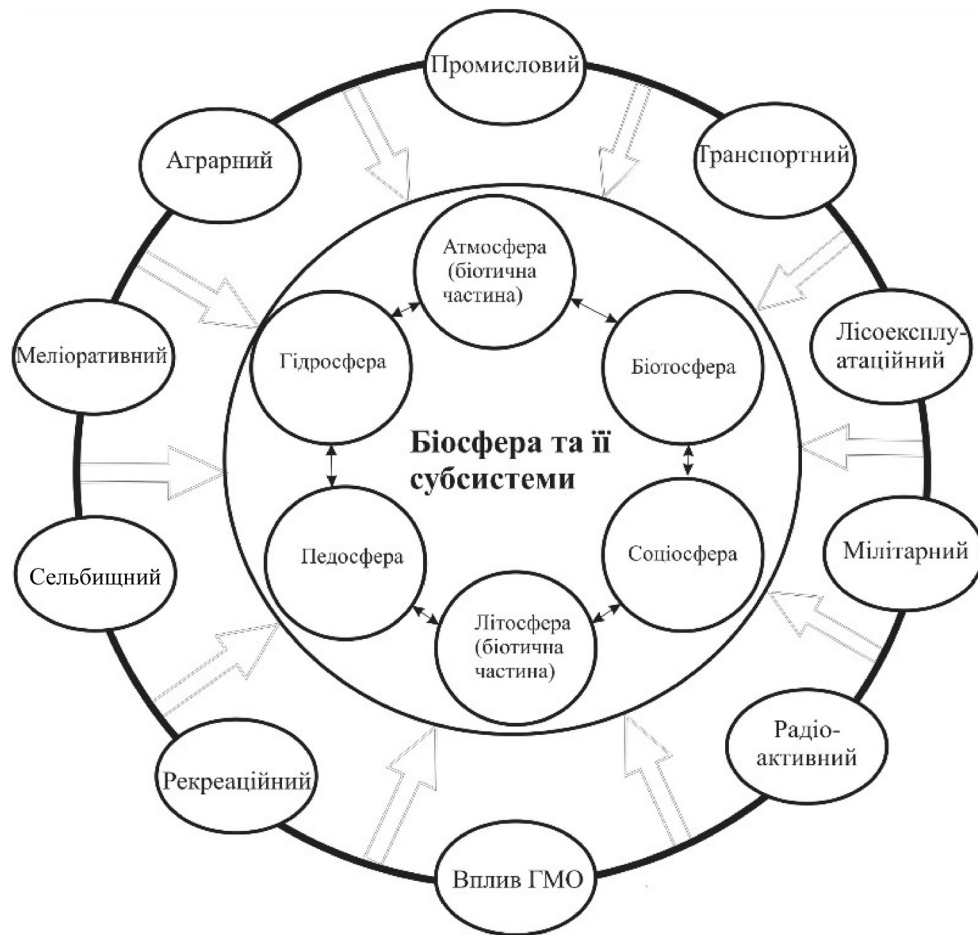 Промисловий
Аграрний
Транспортний
Атмосфера
(біотична
частина)
Меліоративний
Гідросфера
Біотосфера
Лісоексплу-
атаційний
Біосфера та її
субсистеми
Сельбищний
Педосфера
Соціосфера
Мілітарний
Літосфера
(біотична
частина)
Рекреаційний
Радіо-
активний
Вплив ГМО